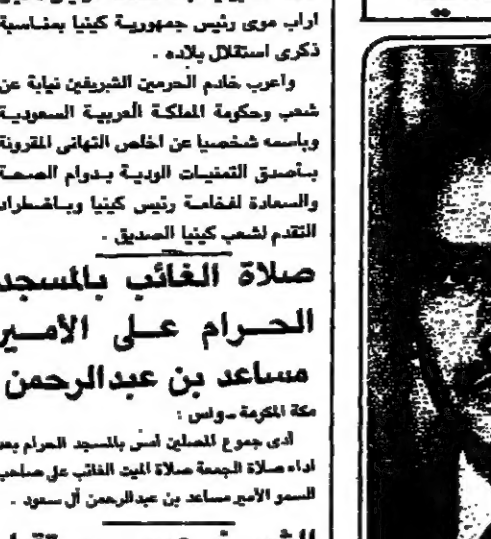 اراب موى رئيس جمهورية كينيا بمناسبة
ذكرى استقلال بلاده .
واعرب خادم الحرمين الشريفين نيابة عن
شعب وحكومة المملكة العربية السعودية
وباسمه شخصيا عن اخلص التهانى المقرونة
بأصدق التمنيات الودية بدوام الصحة
والسعادة لفخامة رئيس كينيا وباضطراد
التقدم لشعب كينيا الصديق .
صلاة الغائب بالمسجد
الحرام على الأمير
مساعد بن عبدالرحمن
مكة المكرمة ـ واس :
أدى جموع المصلين امس بالمسجد الحرام بعد
اداء صلاة الجمعة صلاة الميت الغائب على صاحب
السمو الأمير مساعد بن عبدالرحمن آل سعود .